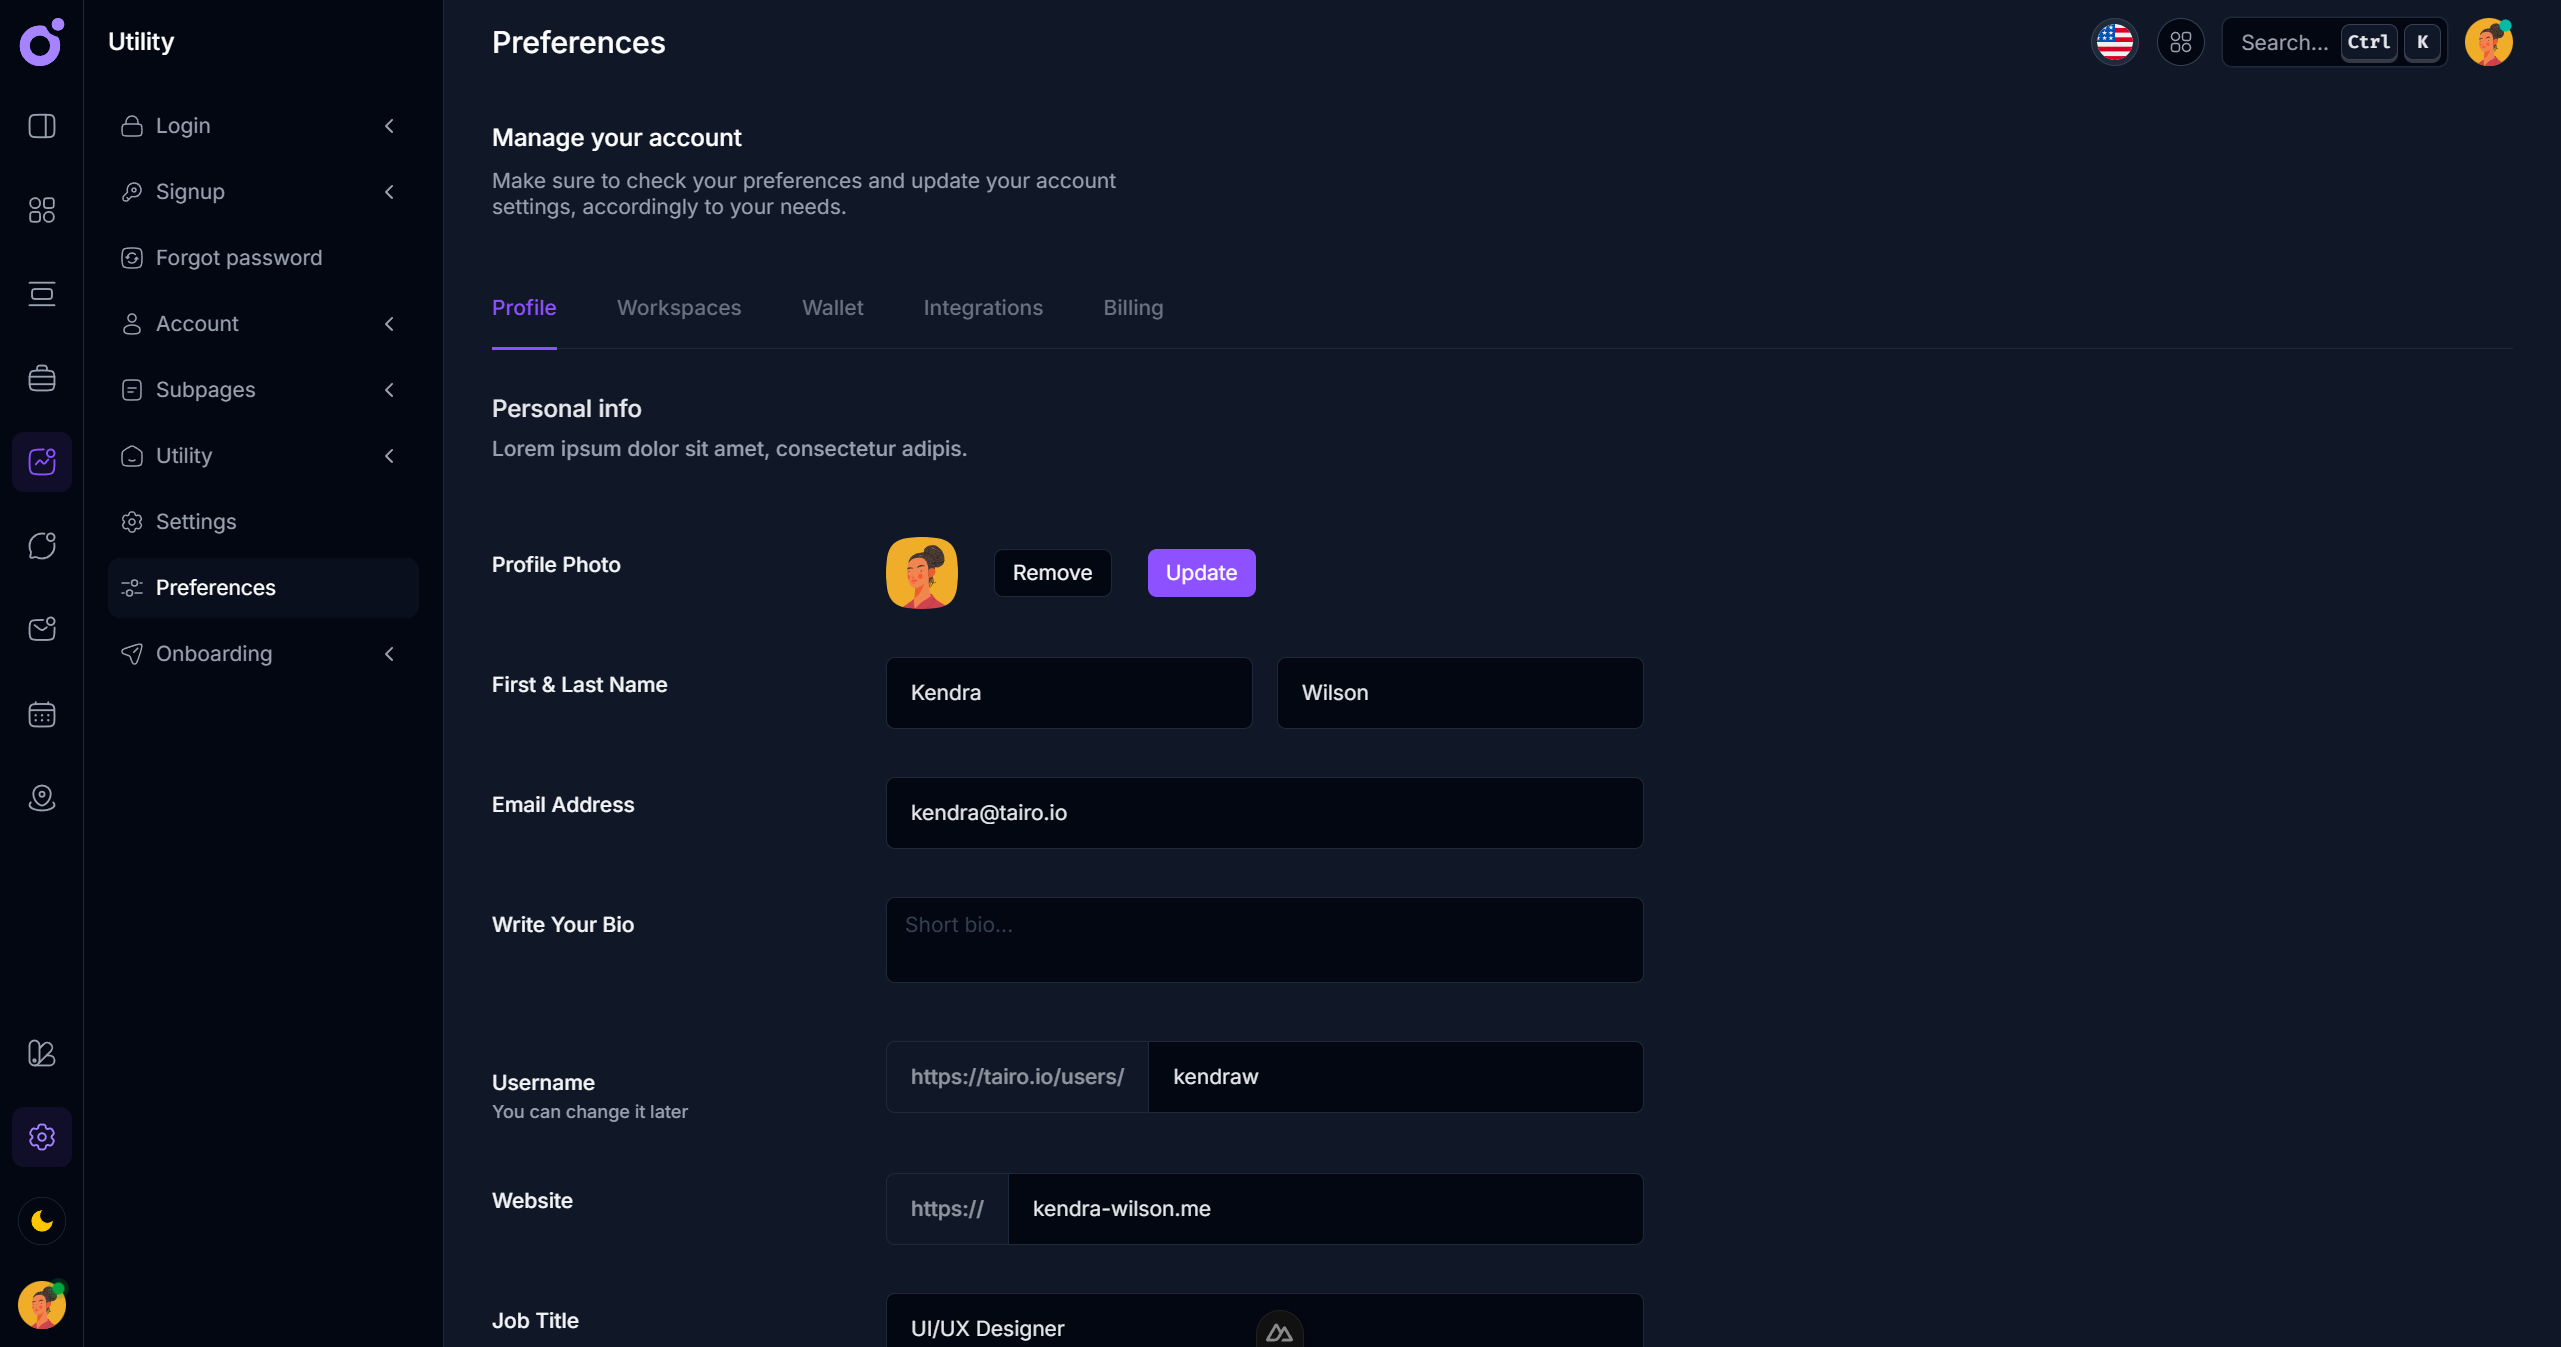 Utility
Login
Signup
Forgot password
Account
Subpages
Utility
Settings
Preferences
Onboarding
Preferences
Search...
Ctrl
K
Manage your account
Make sure to check your preferences and update your account
settings, accordingly to your needs.
Profile
Workspaces
Wallet
Integrations
Billing
Personal info
Lorem ipsum dolor sit amet, consectetur adipis.
Profile Photo
Remove
Update
First & Last Name
Kendra
Wilson
Email Address
kendra@tairo.io
Write Your Bio
Short bio...
Username
You can change it later
https://tairo.io/users/
kendraw
Website
https://
kendra-wilson.me
Job Title
UI/UX Designer